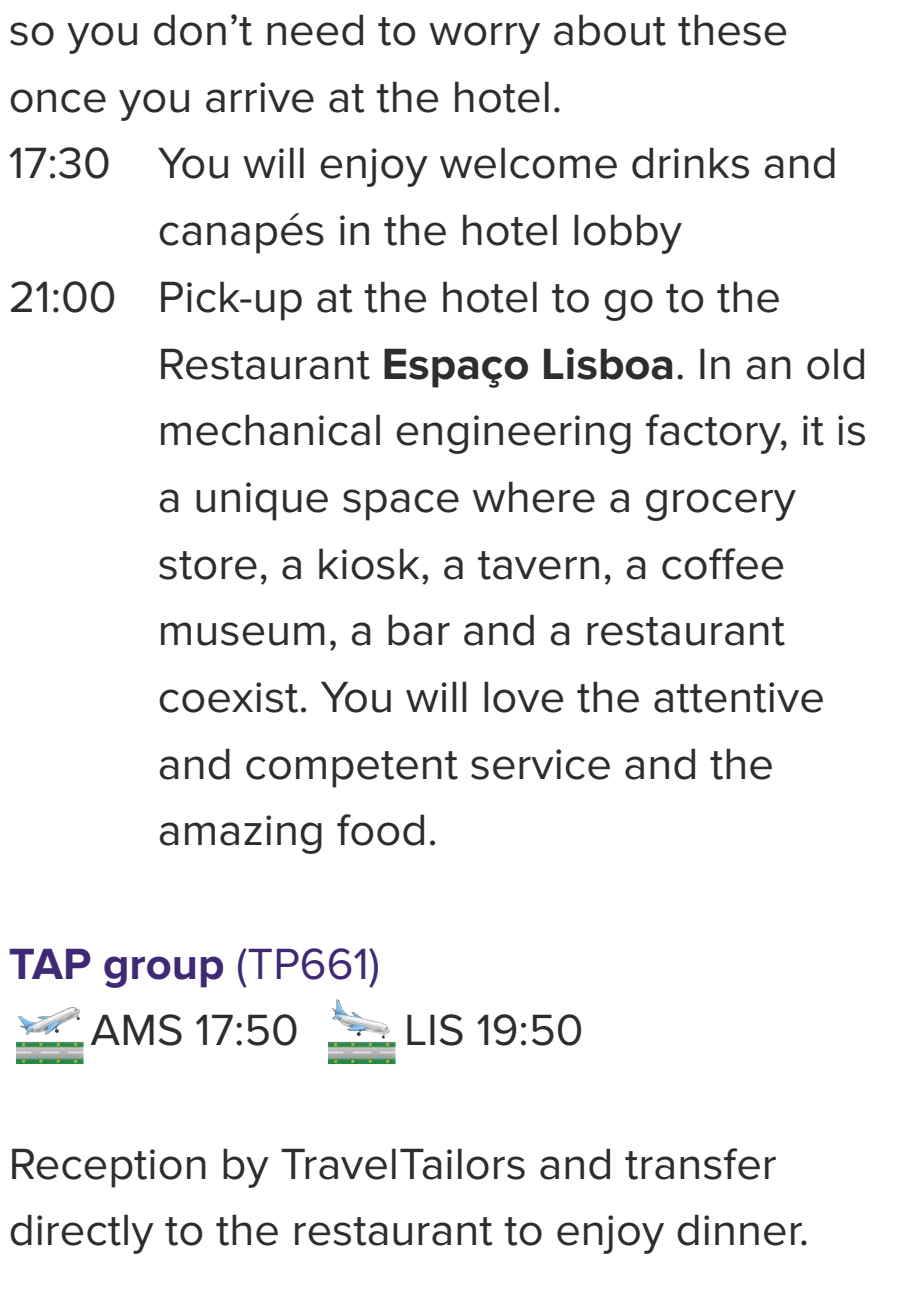 so you don’t need to worry about these
once you arrive at the hotel.
17:30 You will enjoy welcome drinks and
canapés in the hotel lobby
21:00 Pick-up at the hotel to go to the
Restaurant Espaço Lisboa. In an old
mechanical engineering factory, it is
a unique space where a grocery
store, a kiosk, a tavern, a coffee
museum, a bar and a restaurant
coexist. You will love the attentive
and competent service and the
amazing food.
TAP group (TP661)
🛫AMS 17:50 🛬LIS 19:50
Reception by TravelTailors and transfer
directly to the restaurant to enjoy dinner.